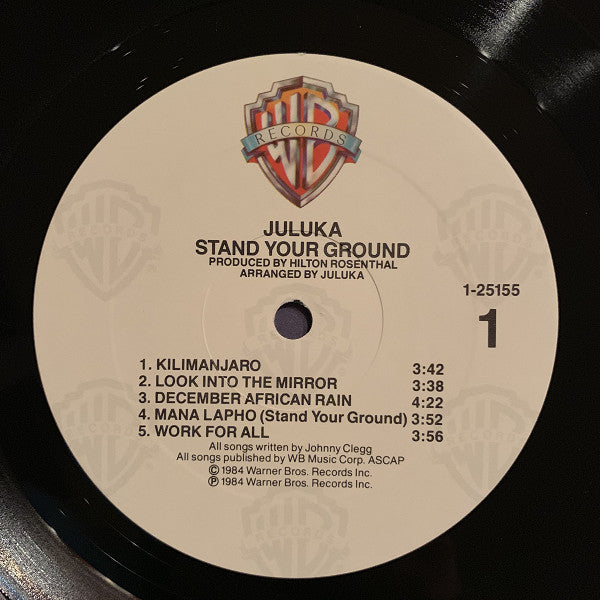 WB
RECORDS
JULUKA
STAND YOUR GROUND
PRODUCED BY HILTON ROSENTHAL
ARRANGED BY JULUKA
1-25155
1
1. KILIMANJARO 3:42
2. LOOK INTO THE MIRROR 3:38
3. DECEMBER AFRICAN RAIN 4:22
4. MANA LAPHO (Stand Your Ground) 3:52
5. WORK FOR ALL 3:56
All songs written by Johnny Clegg
All songs published by WB Music Corp. ASCAP
© 1984 Warner Bros. Records Inc.
℗ 1984 Warner Bros. Records Inc.